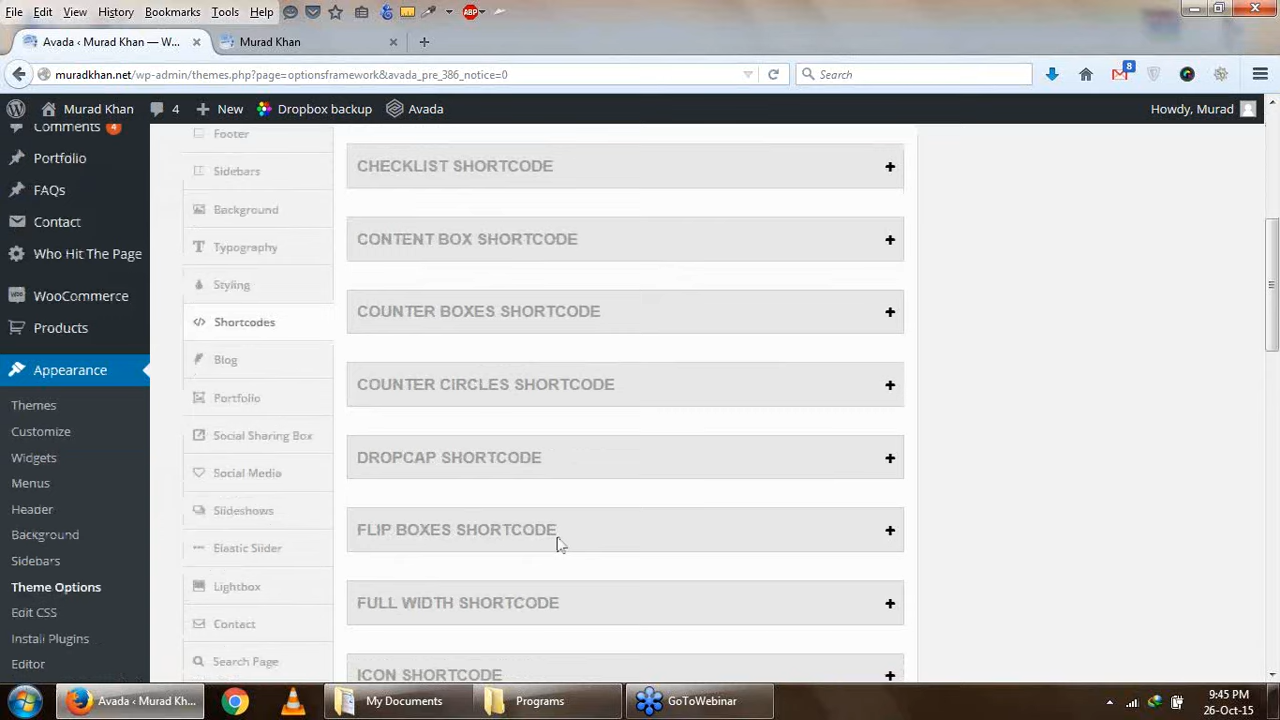 File Edit View History Bookmarks Tools Help ABP
Avada ‹ Murad Khan — W... × Murad Khan × +
muradkhan.net/wp-admin/themes.php?page=optionsframework&avada_pre_386_notice=0 Search 8
Murad Khan 4 New Dropbox backup Avada Howdy, Murad
Comments 4
Portfolio
FAQs
Contact
Who Hit The Page
WooCommerce
Products
Appearance
Themes
Customize
Widgets
Menus
Header
Background
Sidebars
Theme Options
Edit CSS
Install Plugins
Editor
Footer
Sidebars
Background
Typography
Styling
Shortcodes
Blog
Portfolio
Social Sharing Box
Social Media
Slideshows
Elastic Slider
Lightbox
Contact
Search Page
CHECKLIST SHORTCODE +
CONTENT BOX SHORTCODE +
COUNTER BOXES SHORTCODE +
COUNTER CIRCLES SHORTCODE +
DROPCAP SHORTCODE +
FLIP BOXES SHORTCODE +
FULL WIDTH SHORTCODE +
ICON SHORTCODE +
Avada ‹ Murad Kh... My Documents Programs GoToWebinar
9:45 PM
26-Oct-15